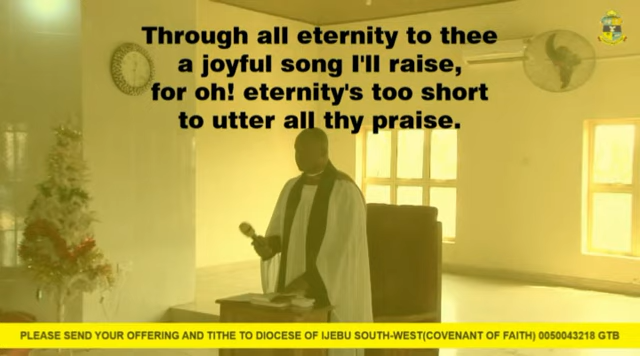 Through all eternity to thee
a joyful song I'll raise,
for oh! eternity's too short
to utter all thy praise.
PLEASE SEND YOUR OFFERING AND TITHE TO DIOCESE OF IJEBU SOUTH-WEST(COVENANT OF FAITH) 0050043218 GTB